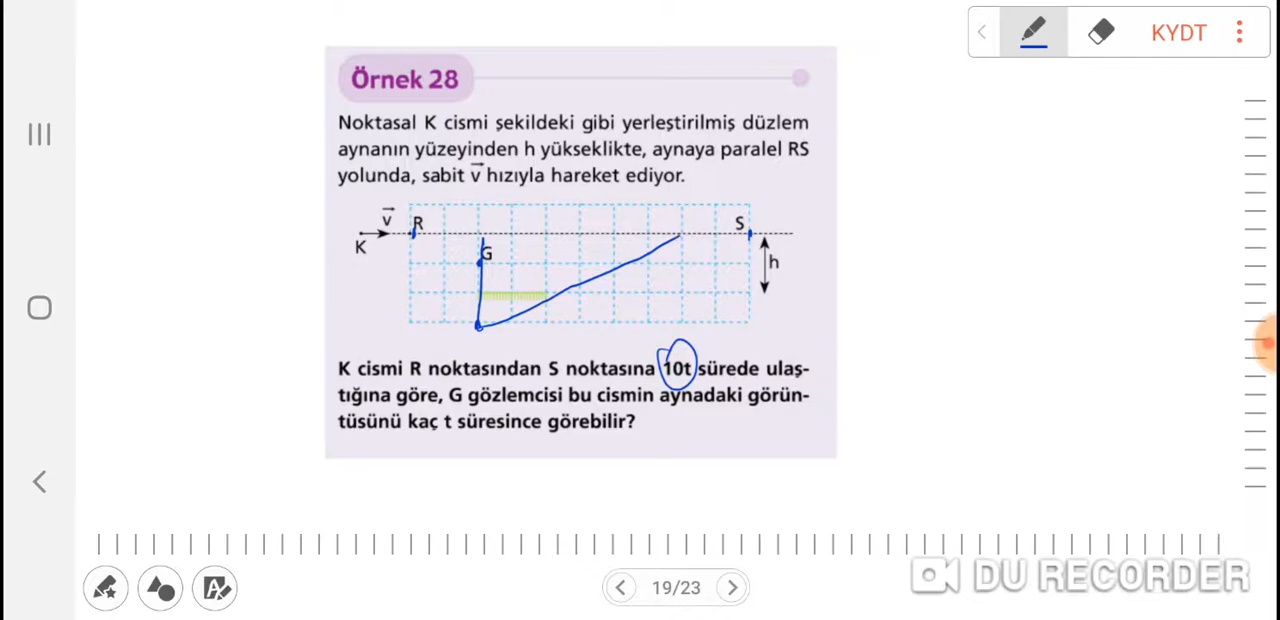 KYDT
Örnek 28
Noktasal K cismi şekildeki gibi yerleştirilmiş düzlem
aynanın yüzeyinden h yükseklikte, aynaya paralel RS
yolunda, sabit v hızıyla hareket ediyor.
v R S
K G h
K cismi R noktasından S noktasına 10t sürede ulaş-
tığına göre, G gözlemcisi bu cismin aynadaki görün-
tüsünü kaç t süresince görebilir?
19/23
DU RECORDER